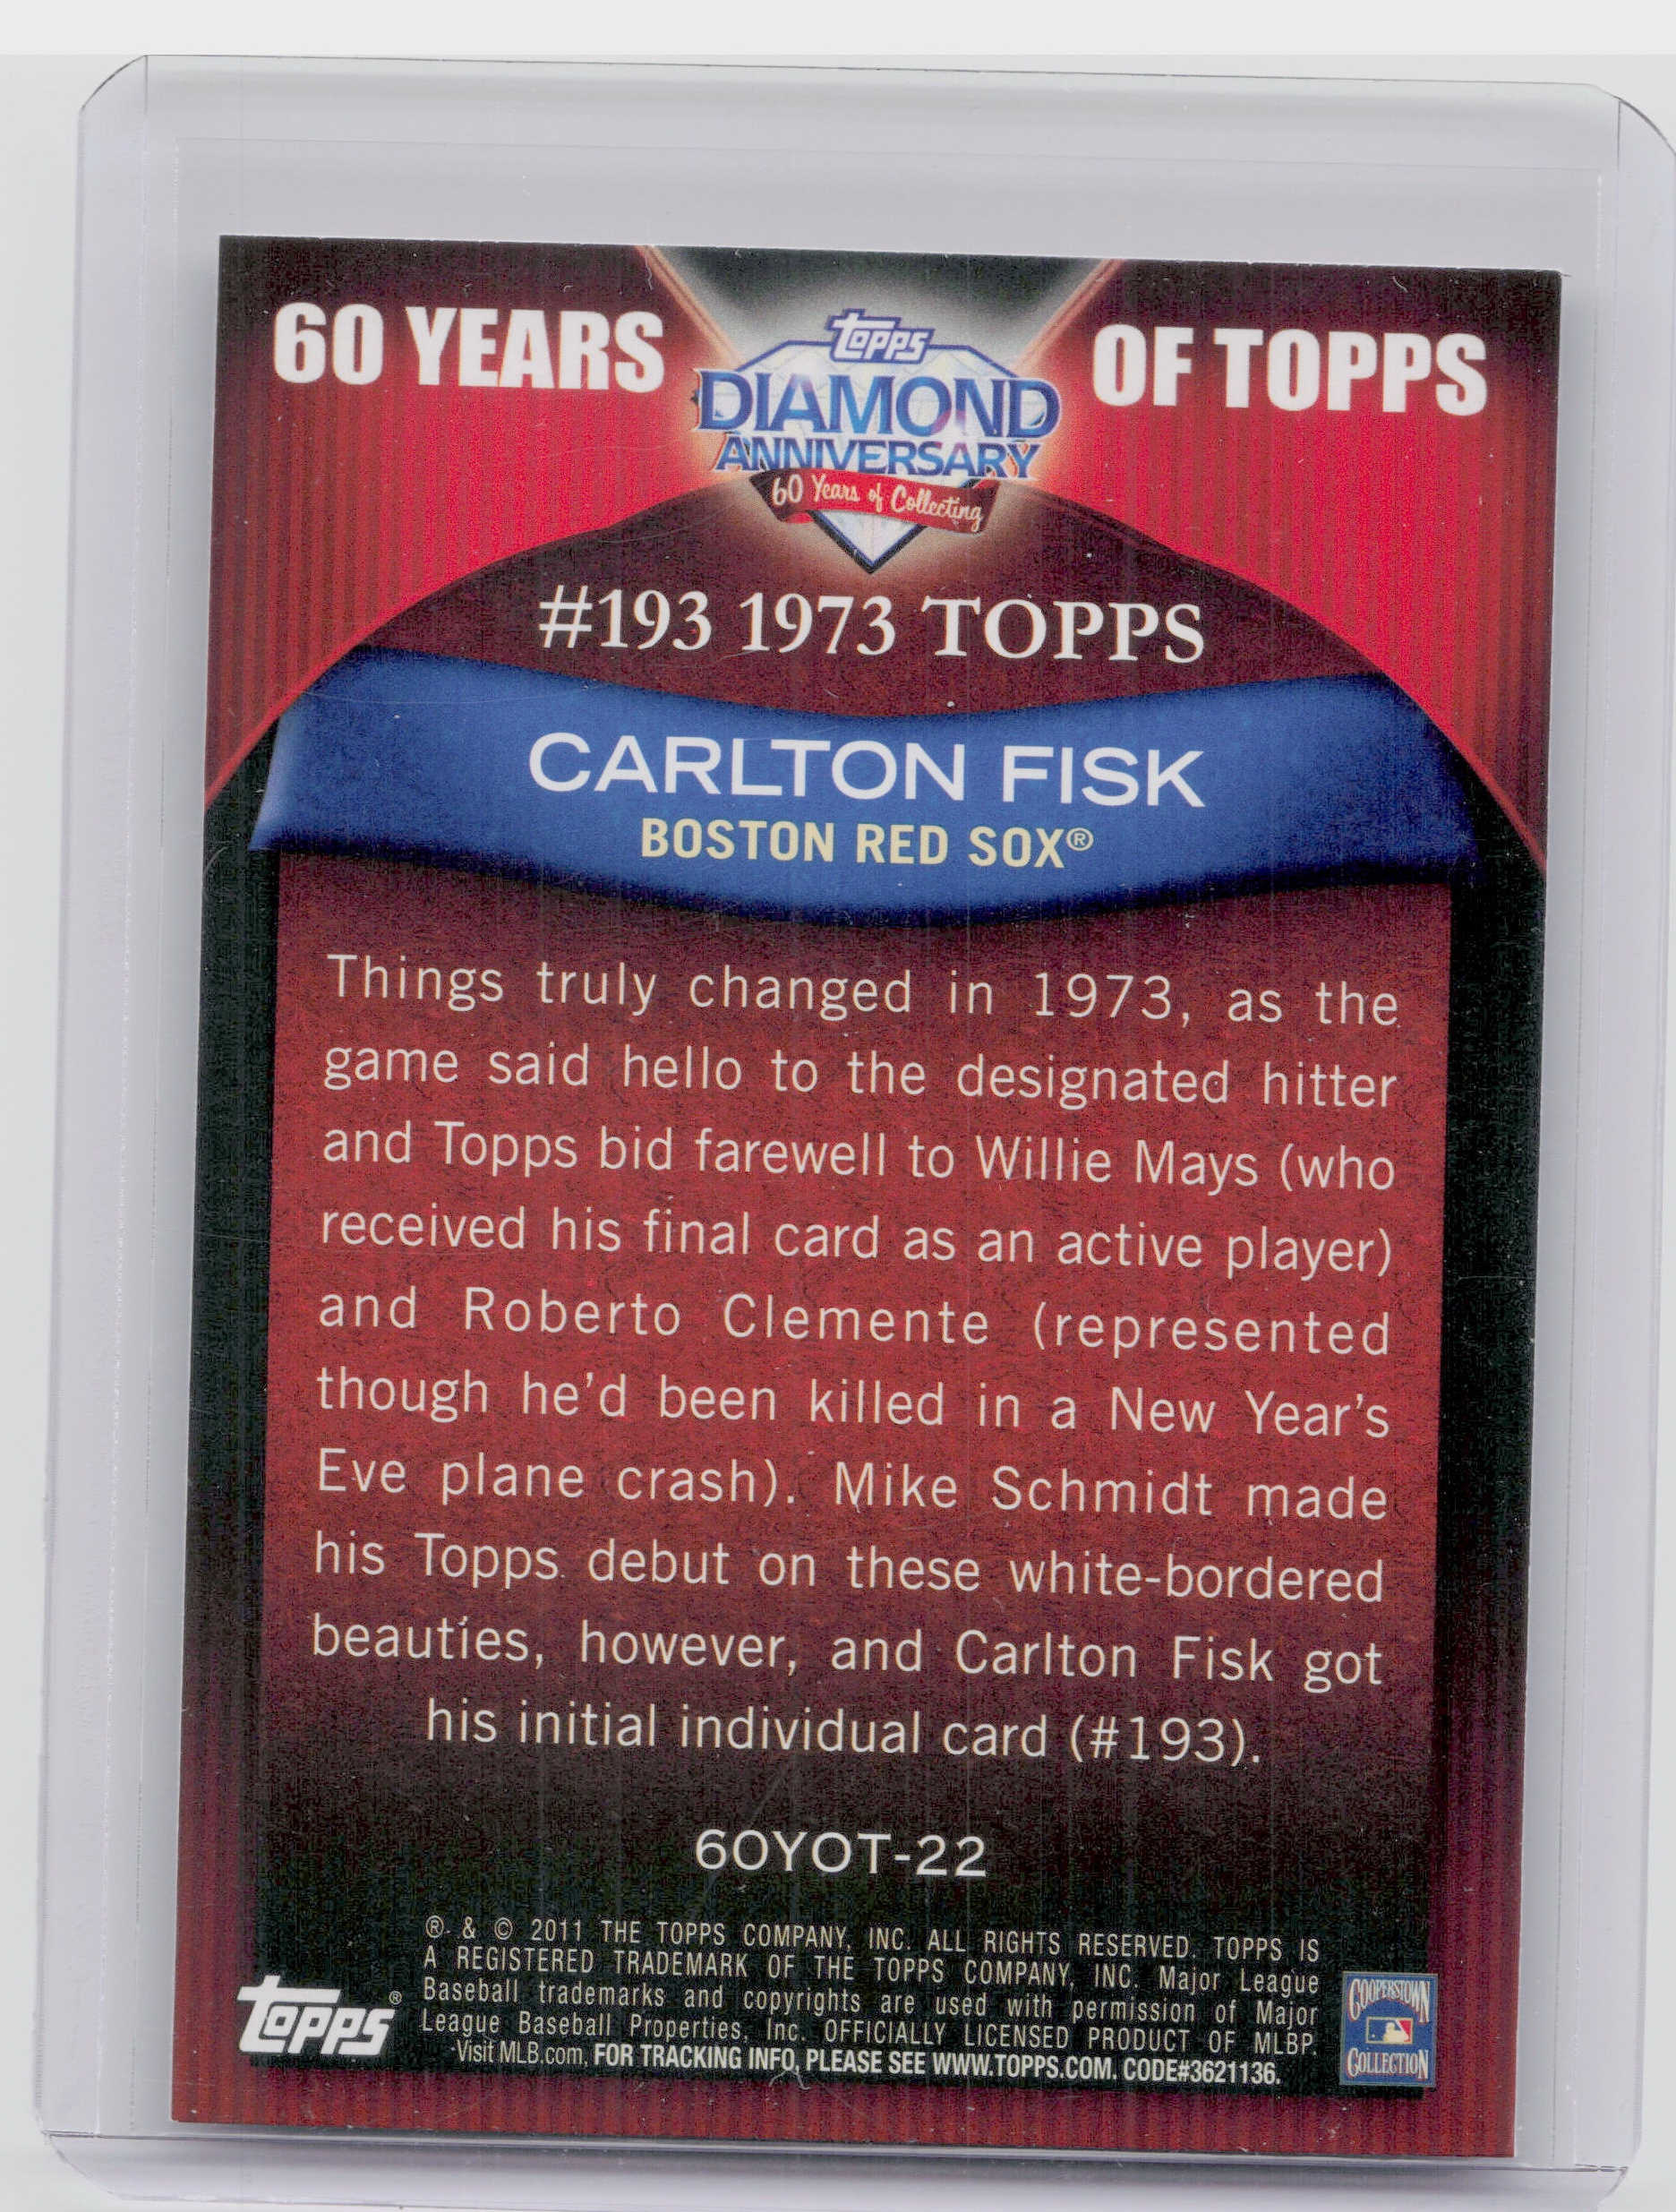 60 YEARS OF TOPPS
topps
DIAMOND
ANNIVERSARY
60 Years of Collecting
#193 1973 TOPPS
CARLTON FISK
BOSTON RED SOX®
Things truly changed in 1973, as the
game said hello to the designated hitter
and Topps bid farewell to Willie Mays (who
received his final card as an active player)
and Roberto Clemente (represented
though he'd been killed in a New Year's
Eve plane crash). Mike Schmidt made
his Topps debut on these white-bordered
beauties, however, and Carlton Fisk got
his initial individual card (#193).
60YOT-22
® & © 2011 THE TOPPS COMPANY, INC. ALL RIGHTS RESERVED. TOPPS IS
A REGISTERED TRADEMARK OF THE TOPPS COMPANY, INC. Major League
Baseball trademarks and copyrights are used with permission of Major
League Baseball Properties, Inc. OFFICIALLY LICENSED PRODUCT OF MLBP.
Visit MLB.com. FOR TRACKING INFO, PLEASE SEE WWW.TOPPS.COM. CODE#3621136.
topps®
COOPERSTOWN
COLLECTION